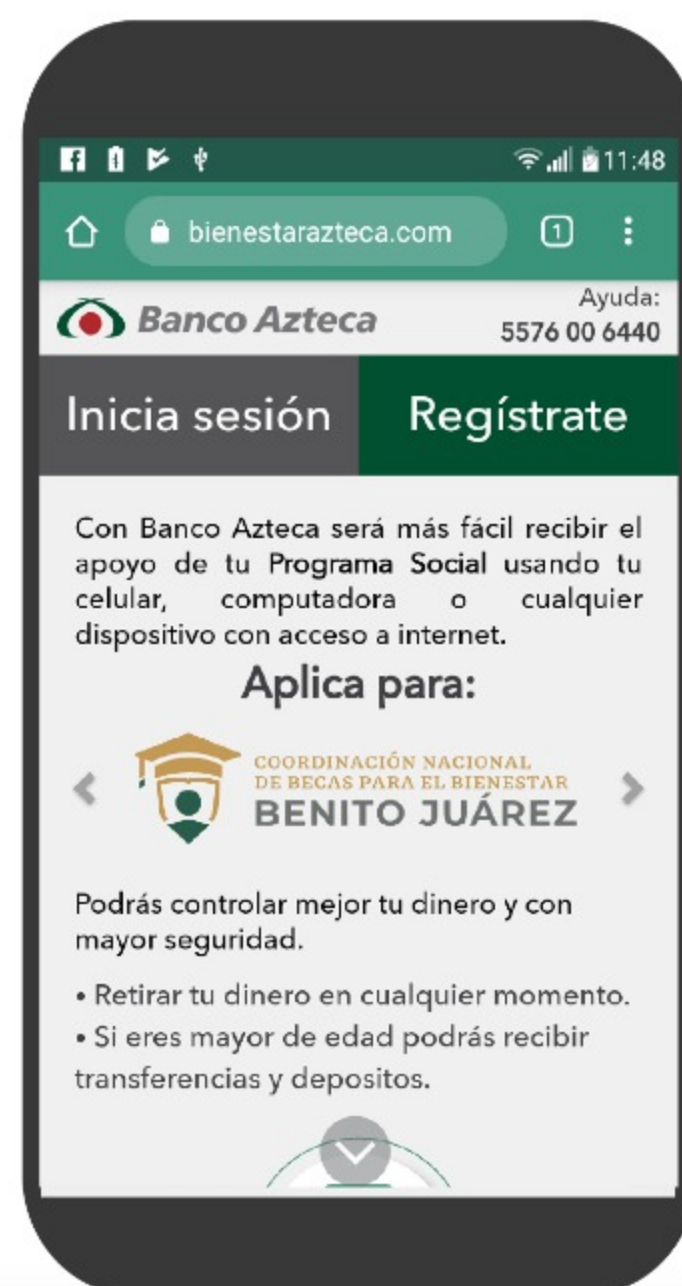 11:48
bienestarazteca.com
1
Banco Azteca
Ayuda:
5576 00 6440
Inicia sesión
Regístrate
Con Banco Azteca será más fácil recibir el
apoyo de tu Programa Social usando tu
celular, computadora o cualquier
dispositivo con acceso a internet.
Aplica para:
COORDINACIÓN NACIONAL
DE BECAS PARA EL BIENESTAR
BENITO JUÁREZ
Podrás controlar mejor tu dinero y con
mayor seguridad.
• Retirar tu dinero en cualquier momento.
• Si eres mayor de edad podrás recibir
transferencias y depositos.